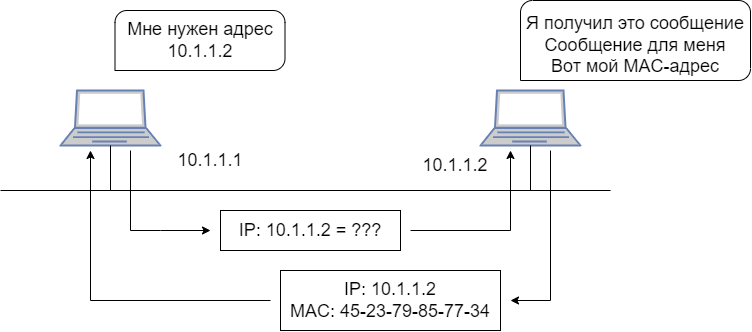 Мне нужен адрес
10.1.1.2
Я получил это сообщение
Сообщение для меня
Вот мой МАС-адрес
10.1.1.1
10.1.1.2
IP: 10.1.1.2 = ???
IP: 10.1.1.2
MAC: 45-23-79-85-77-34